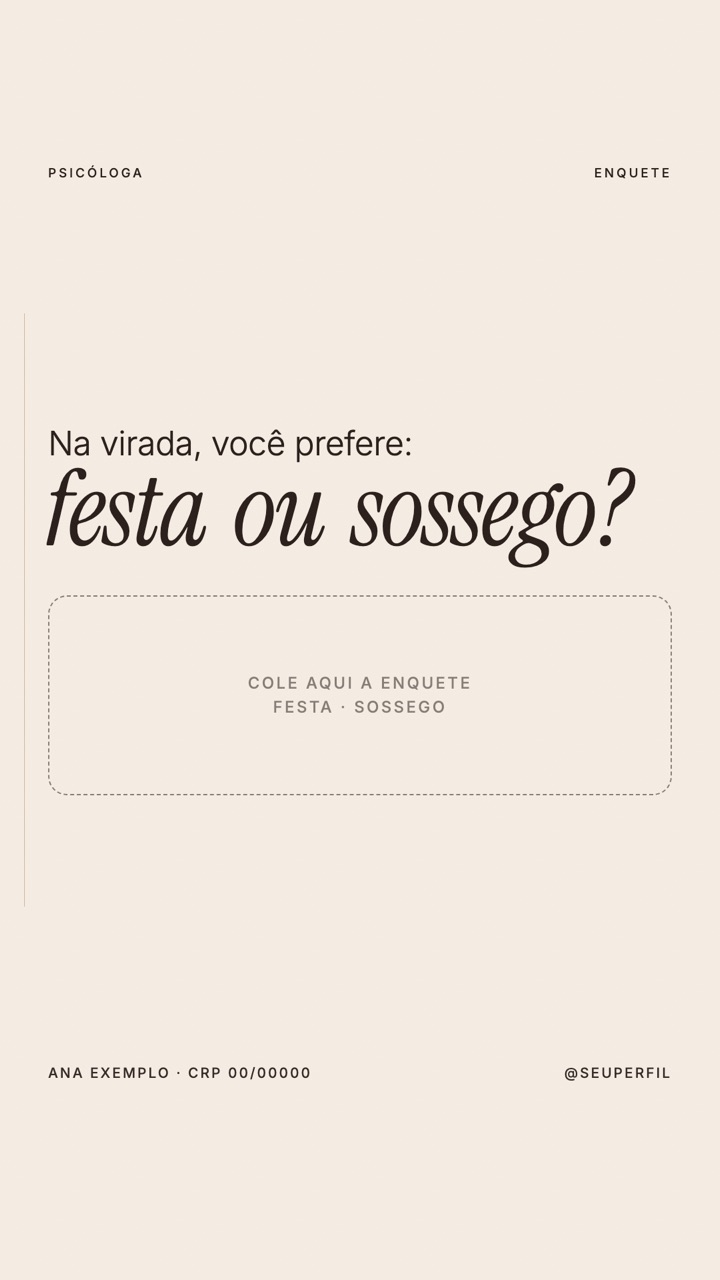 PSICÓLOGA
ENQUETE
Na virada, você prefere:
festa ou sossego?
COLE AQUI A ENQUETE
FESTA · SOSSEGO
ANA EXEMPLO · CRP 00/00000
@SEUPERFIL